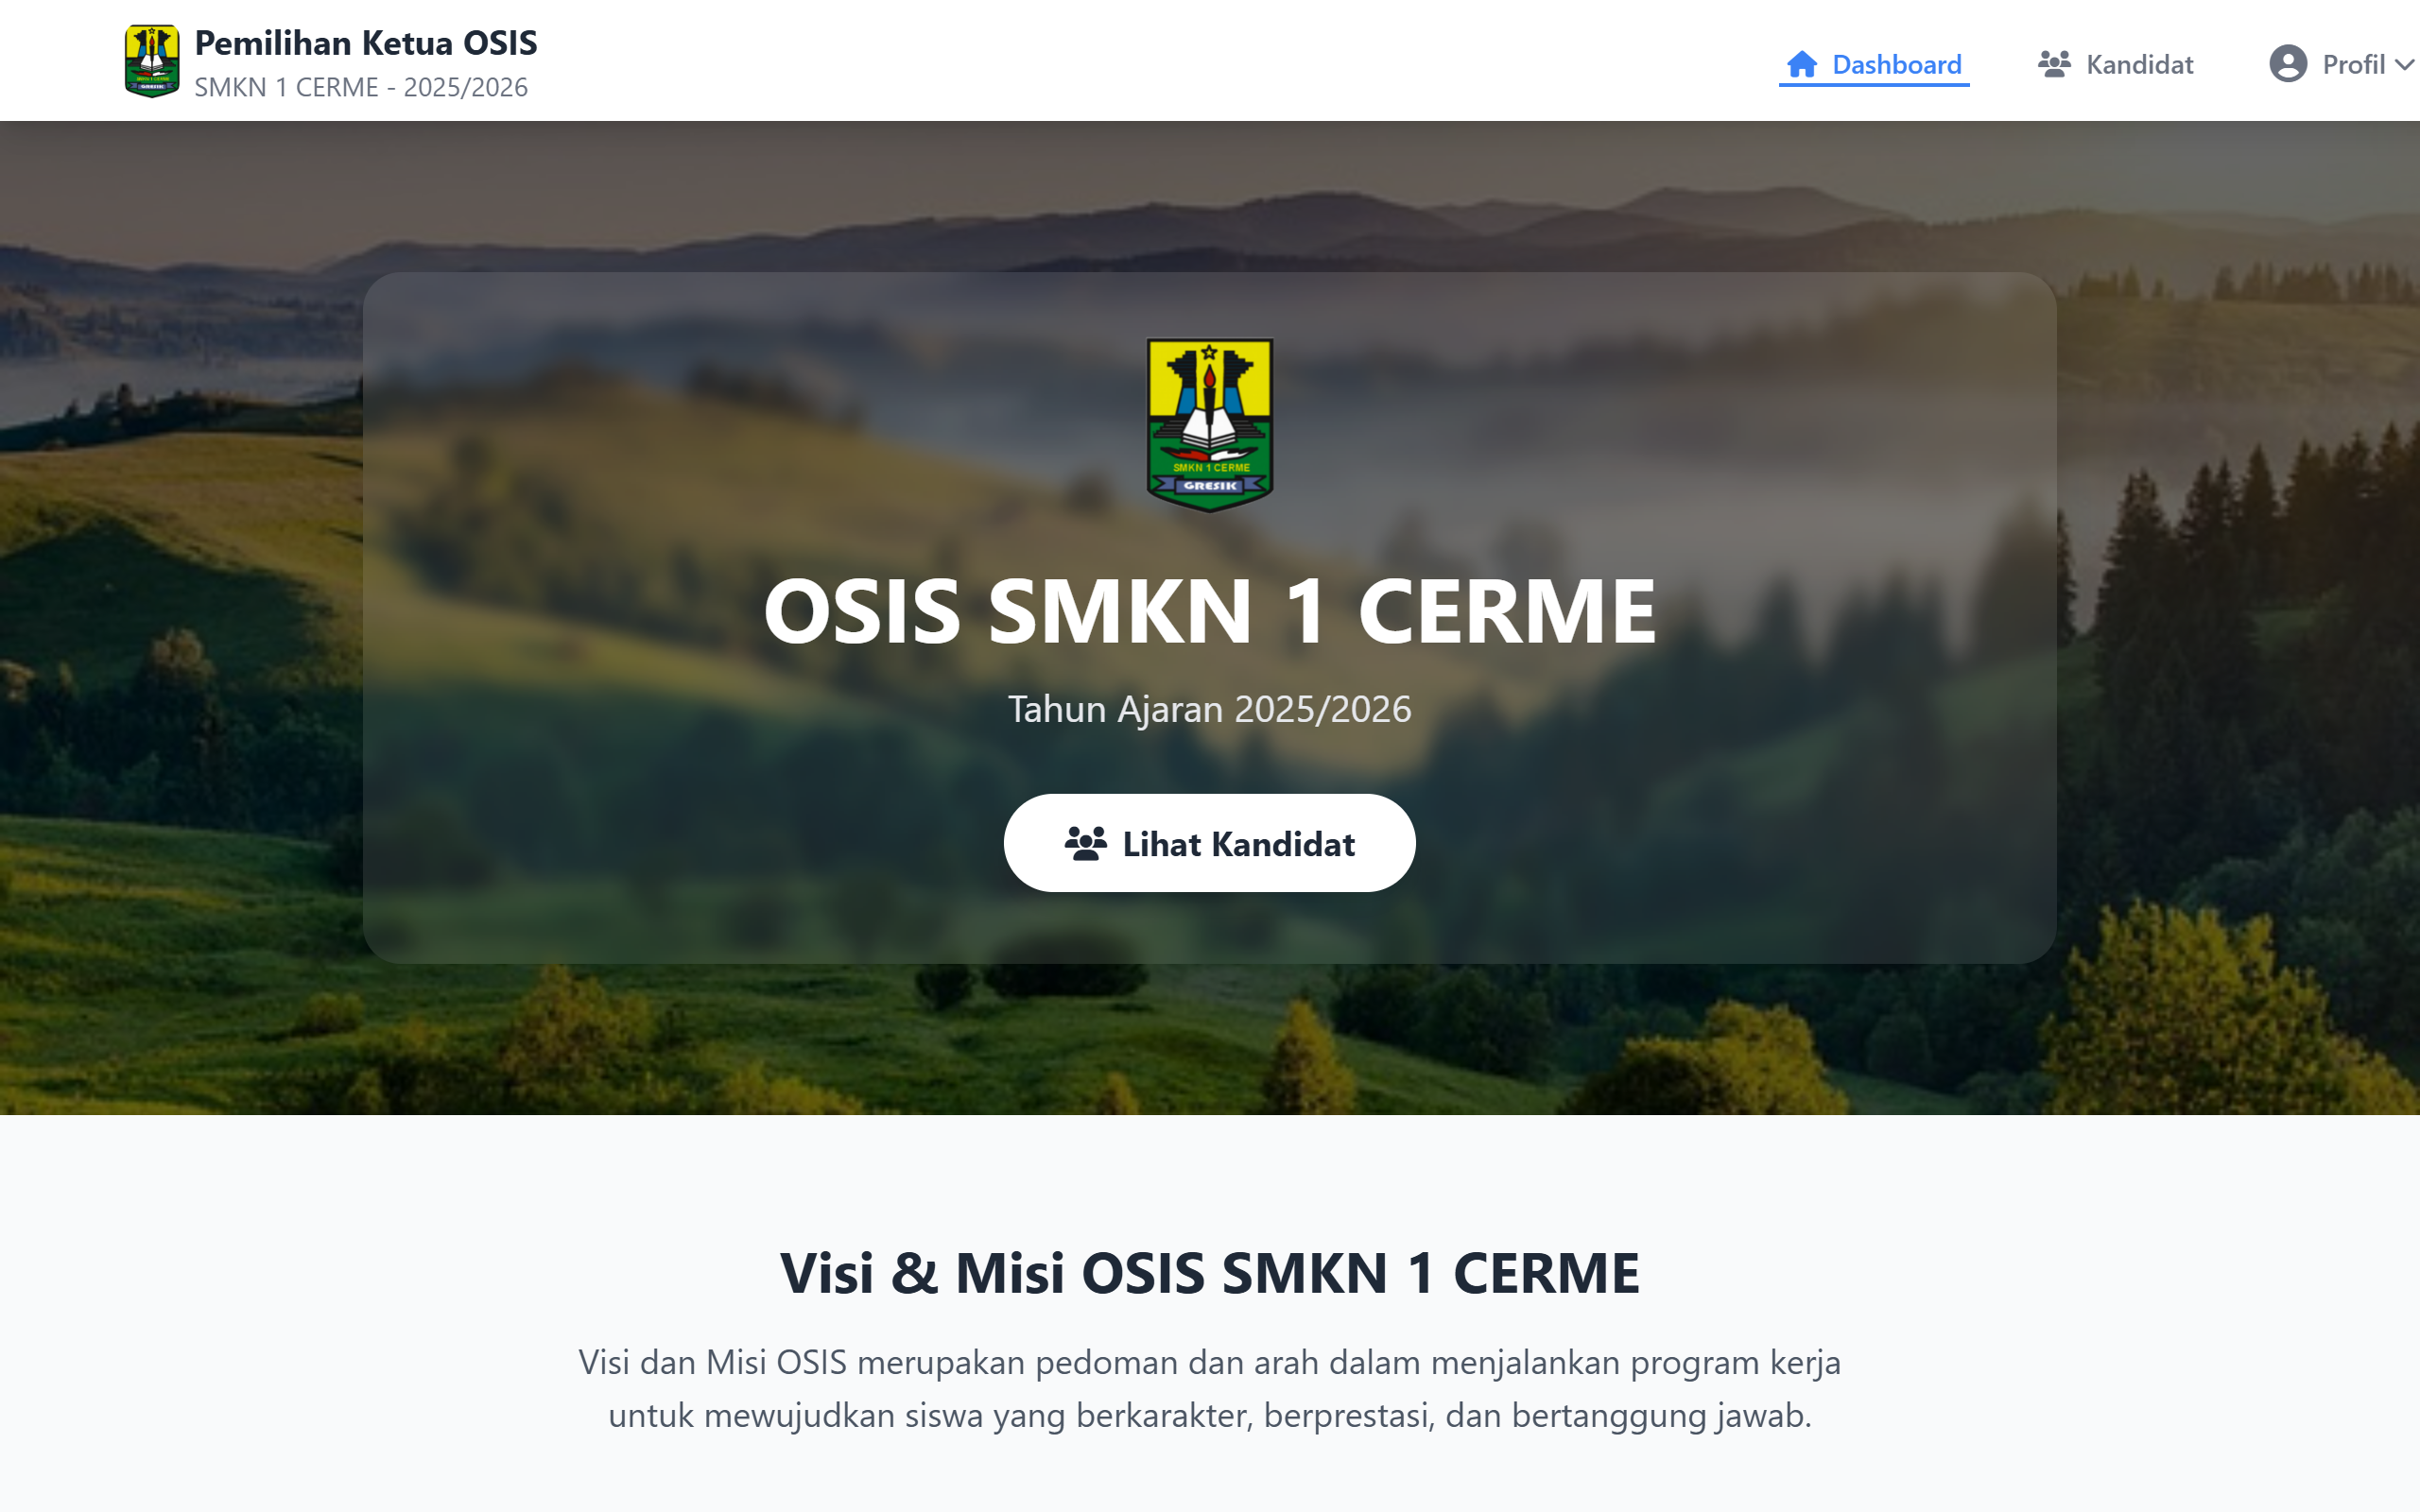 Pemilihan Ketua OSIS
SMKN 1 CERME - 2025/2026
Dashboard
Kandidat
Profil
SMKN 1 CERME
GRESIK
OSIS SMKN 1 CERME
Tahun Ajaran 2025/2026
Lihat Kandidat
Visi & Misi OSIS SMKN 1 CERME
Visi dan Misi OSIS merupakan pedoman dan arah dalam menjalankan program kerja
untuk mewujudkan siswa yang berkarakter, berprestasi, dan bertanggung jawab.